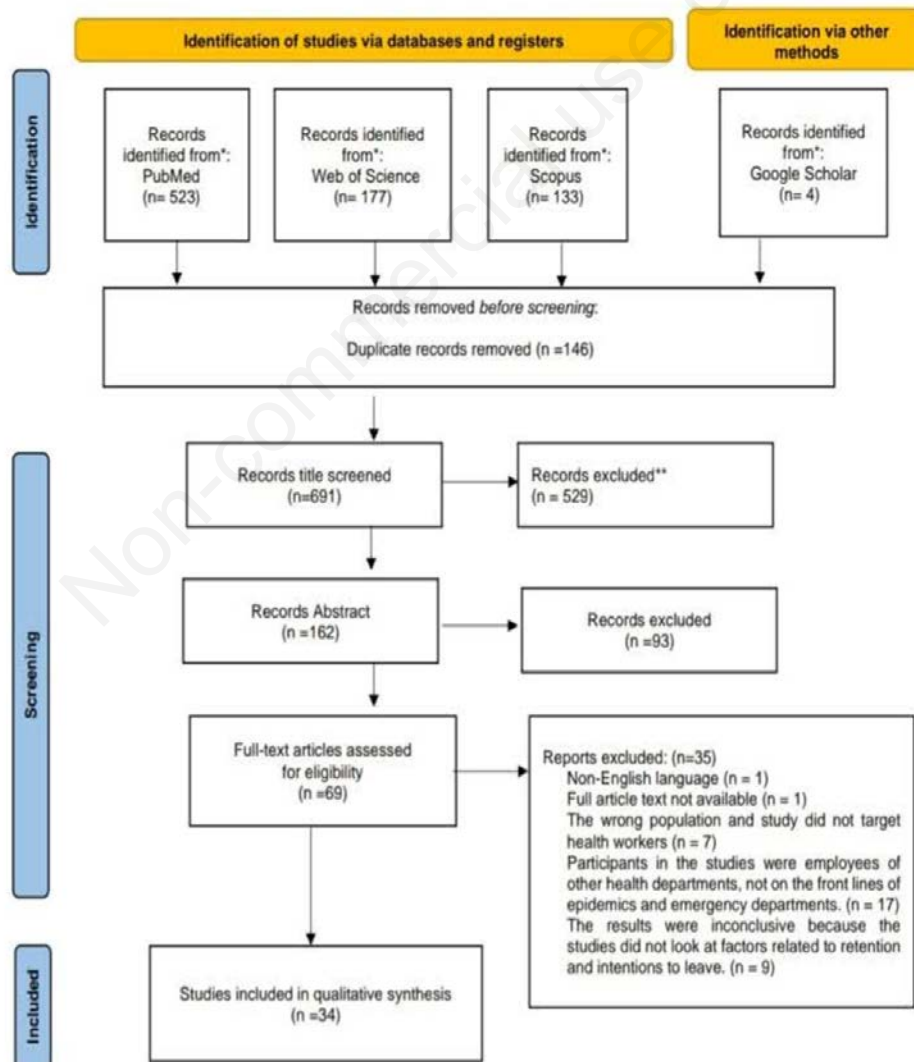 Identification of studies via databases and registers
Identification via other
methods
Identification
Records
identified from*:
PubMed
(n= 523)
Records identified
from*:
Web of Science
(n= 177)
Records
identified from*:
Scopus
(n= 133)
Records
identified from*:
Google Scholar
(n= 4)
Records removed before screening:
Duplicate records removed (n =146)
Screening
Records title screened
(n=691)
Records excluded**
(n = 529)
Records Abstract
(n =162)
Records excluded
(n =93)
Full-text articles assessed
for eligibility
(n =69)
Reports excluded: (n=35)
Non-English language (n = 1)
Full article text not available (n = 1)
The wrong population and study did not target
health workers (n = 7)
Participants in the studies were employees of
other health departments, not on the front lines of
epidemics and emergency departments. (n = 17)
The results were inconclusive because the
studies did not look at factors related to retention
and intentions to leave. (n = 9)
Included
Studies included in qualitative synthesis
(n =34)
Non-commercial use